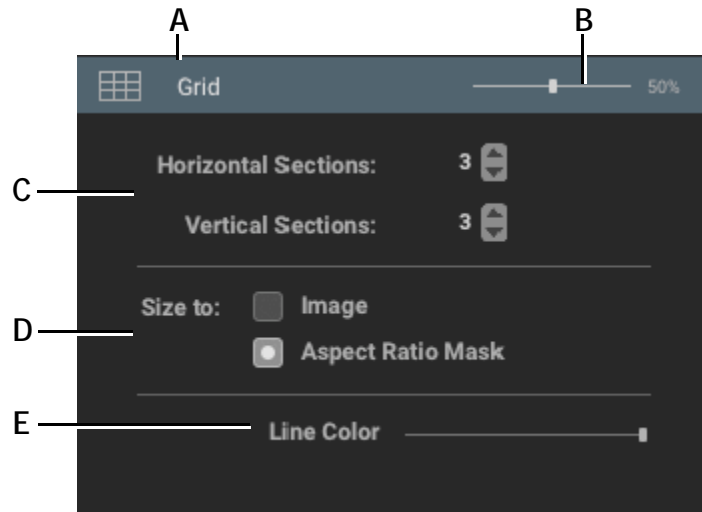 A B
Grid 50%
C
Horizontal Sections: 3
Vertical Sections: 3
D
Size to: Image
Aspect Ratio Mask
E
Line Color